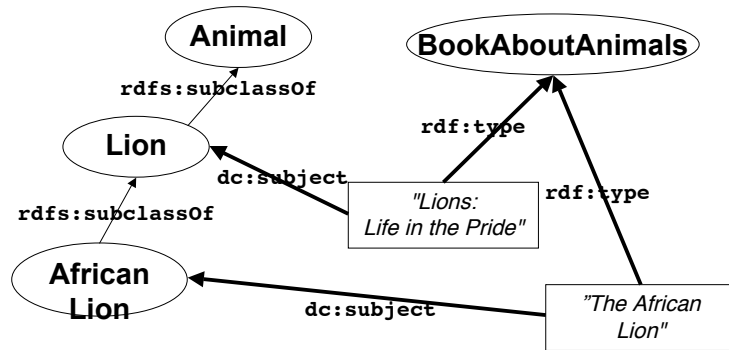 Animal
BookAboutAnimals
rdfs:subclassOf
rdf:type
Lion
dc:subject
"Lions:
Life in the Pride"
rdf:type
rdfs:subclassOf
African
Lion
dc:subject
”The African
Lion"